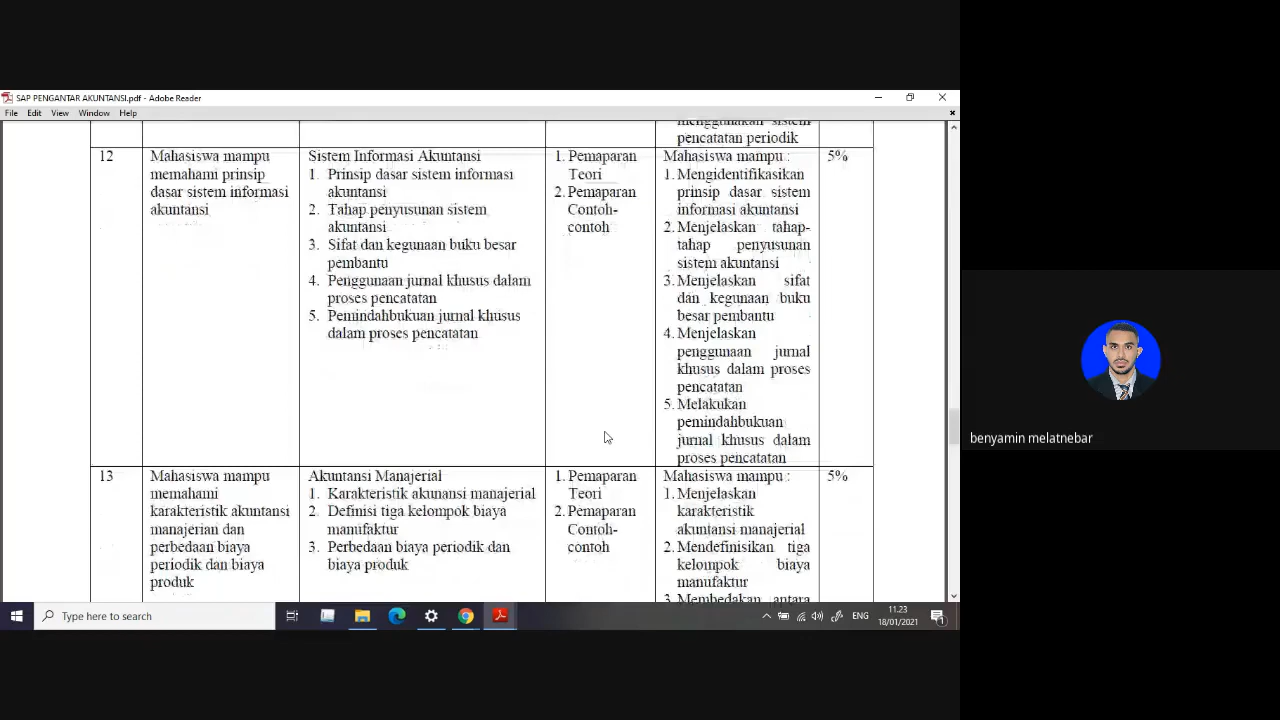 SAP PENGANTAR AKUNTANSI.pdf - Adobe Reader
File Edit View Window Help
menggunakan sistem
pencatatan periodik
12
Mahasiswa mampu
memahami prinsip
dasar sistem informasi
akuntansi
Sistem Informasi Akuntansi
1. Prinsip dasar sistem informasi
akuntansi
2. Tahap penyusunan sistem
akuntansi
3. Sifat dan kegunaan buku besar
pembantu
4. Penggunaan jurnal khusus dalam
proses pencatatan
5. Pemindahbukuan jurnal khusus
dalam proses pencatatan
1. Pemaparan
Teori
2. Pemaparan
Contoh-
contoh
Mahasiswa mampu :
1. Mengidentifikasikan
prinsip dasar sistem
informasi akuntansi
2. Menjelaskan tahap-
tahap penyusunan
sistem akuntansi
3. Menjelaskan sifat
dan kegunaan buku
besar pembantu
4. Menjelaskan
penggunaan jurnal
khusus dalam proses
pencatatan
5. Melakukan
pemindahbukuan
jurnal khusus dalam
proses pencatatan
5%
13
Mahasiswa mampu
memahami
karakteristik akuntansi
manajerian dan
perbedaan biaya
periodik dan biaya
produk
Akuntansi Manajerial
1. Karakteristik akunansi manajerial
2. Definisi tiga kelompok biaya
manufaktur
3. Perbedaan biaya periodik dan
biaya produk
1. Pemaparan
Teori
2. Pemaparan
Contoh-
contoh
Mahasiswa mampu :
1. Menjelaskan
karakteristik
akuntansi manajerial
2. Mendefinisikan tiga
kelompok biaya
manufaktur
3. Membedakan antara
5%
Type here to search
ENG
11.23
18/01/2021
1
benyamin melatnebar